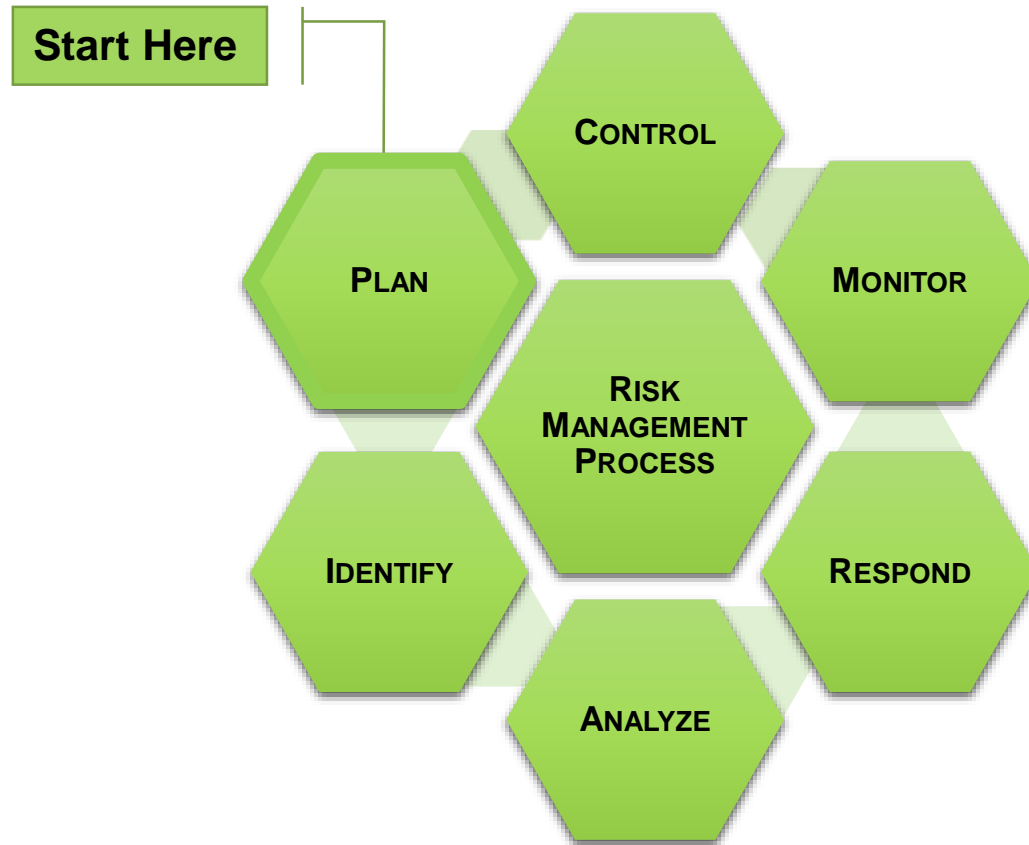 Start Here
CONTROL
PLAN
MONITOR
RISK
MANAGEMENT
PROCESS
IDENTIFY
RESPOND
ANALYZE